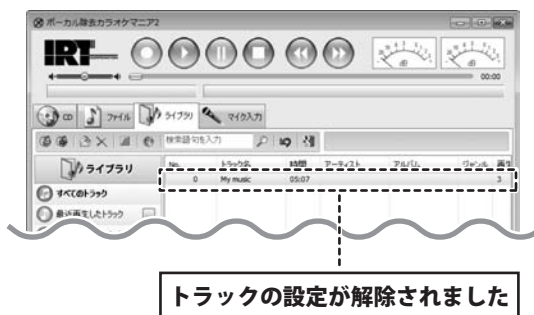 ボーカル除去カラオケマニア2
IRT
dB dB
00:00
CD ファイル ライブラリ マイク入力
検索語句を入力
ライブラリ
No. トラック名 時間 アーティスト アルバム ジャンル 再生
0 My music 05:07 3
すべてのトラック
最近再生したトラック
トラックの設定が解除されました